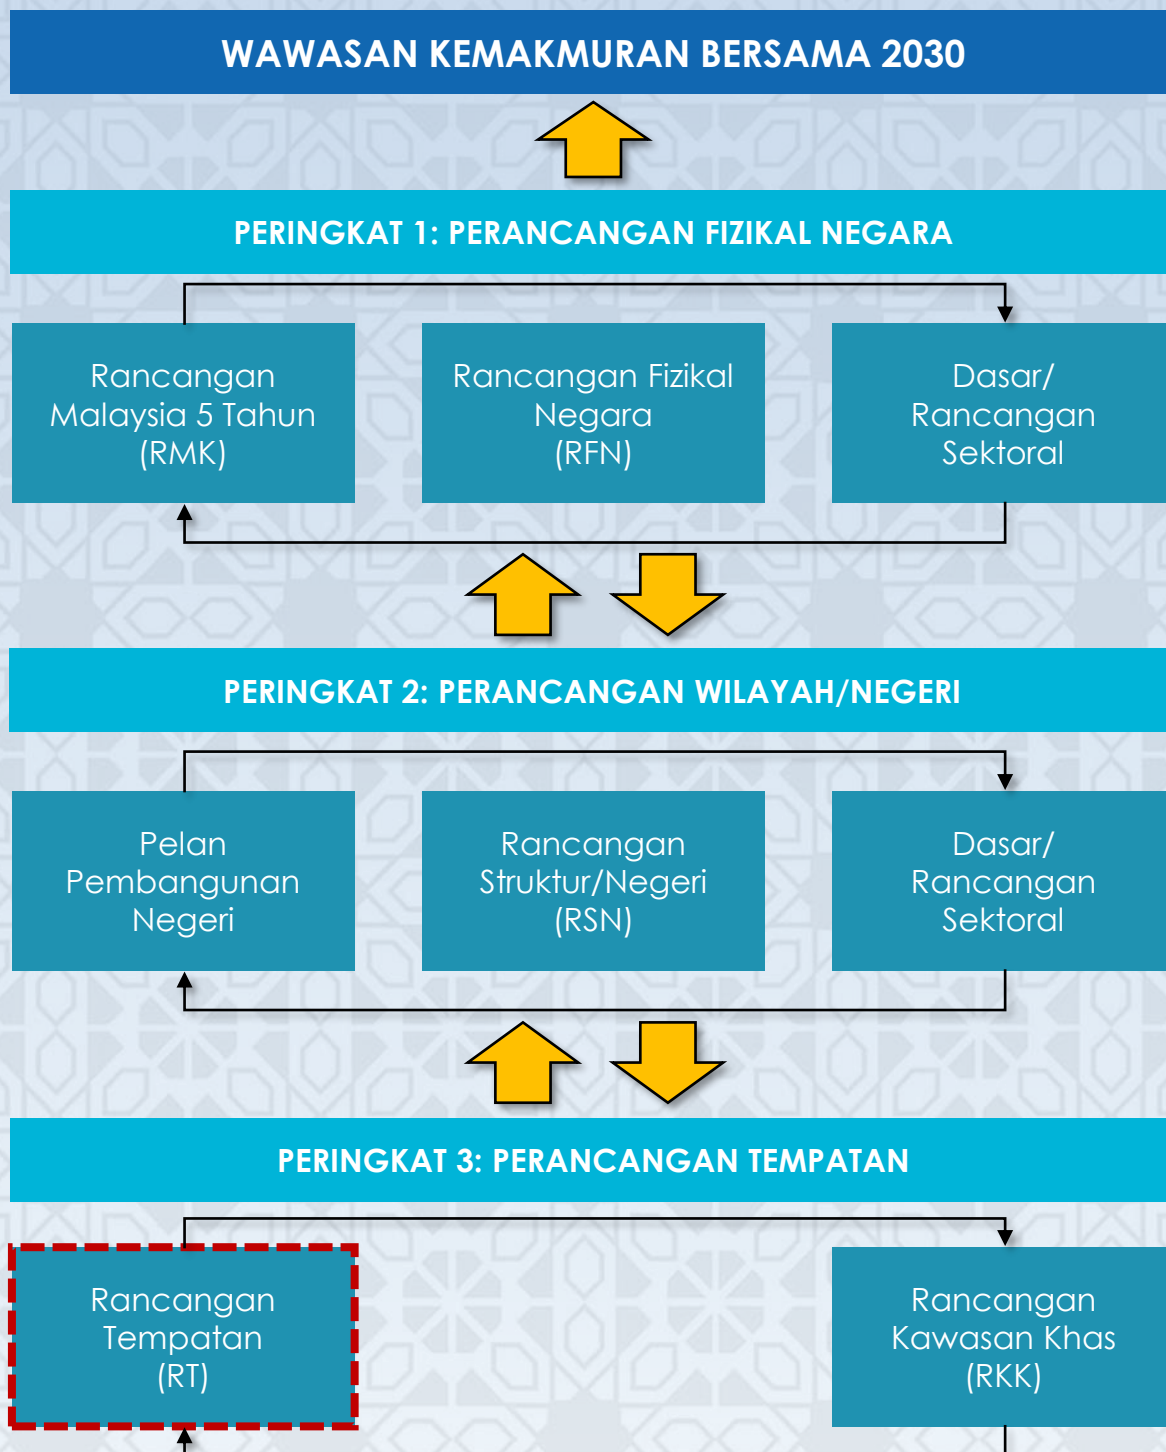 WAWASAN KEMAKMURAN BERSAMA 2030
PERINGKAT 1: PERANCANGAN FIZIKAL NEGARA
Rancangan
Malaysia 5 Tahun
(RMK)
Rancangan Fizikal
Negara
(RFN)
Dasar/
Rancangan
Sektoral
PERINGKAT 2: PERANCANGAN WILAYAH/NEGERI
Pelan
Pembangunan
Negeri
Rancangan
Struktur/Negeri
(RSN)
Dasar/
Rancangan
Sektoral
PERINGKAT 3: PERANCANGAN TEMPATAN
Rancangan
Tempatan
(RT)
Rancangan
Kawasan Khas
(RKK)